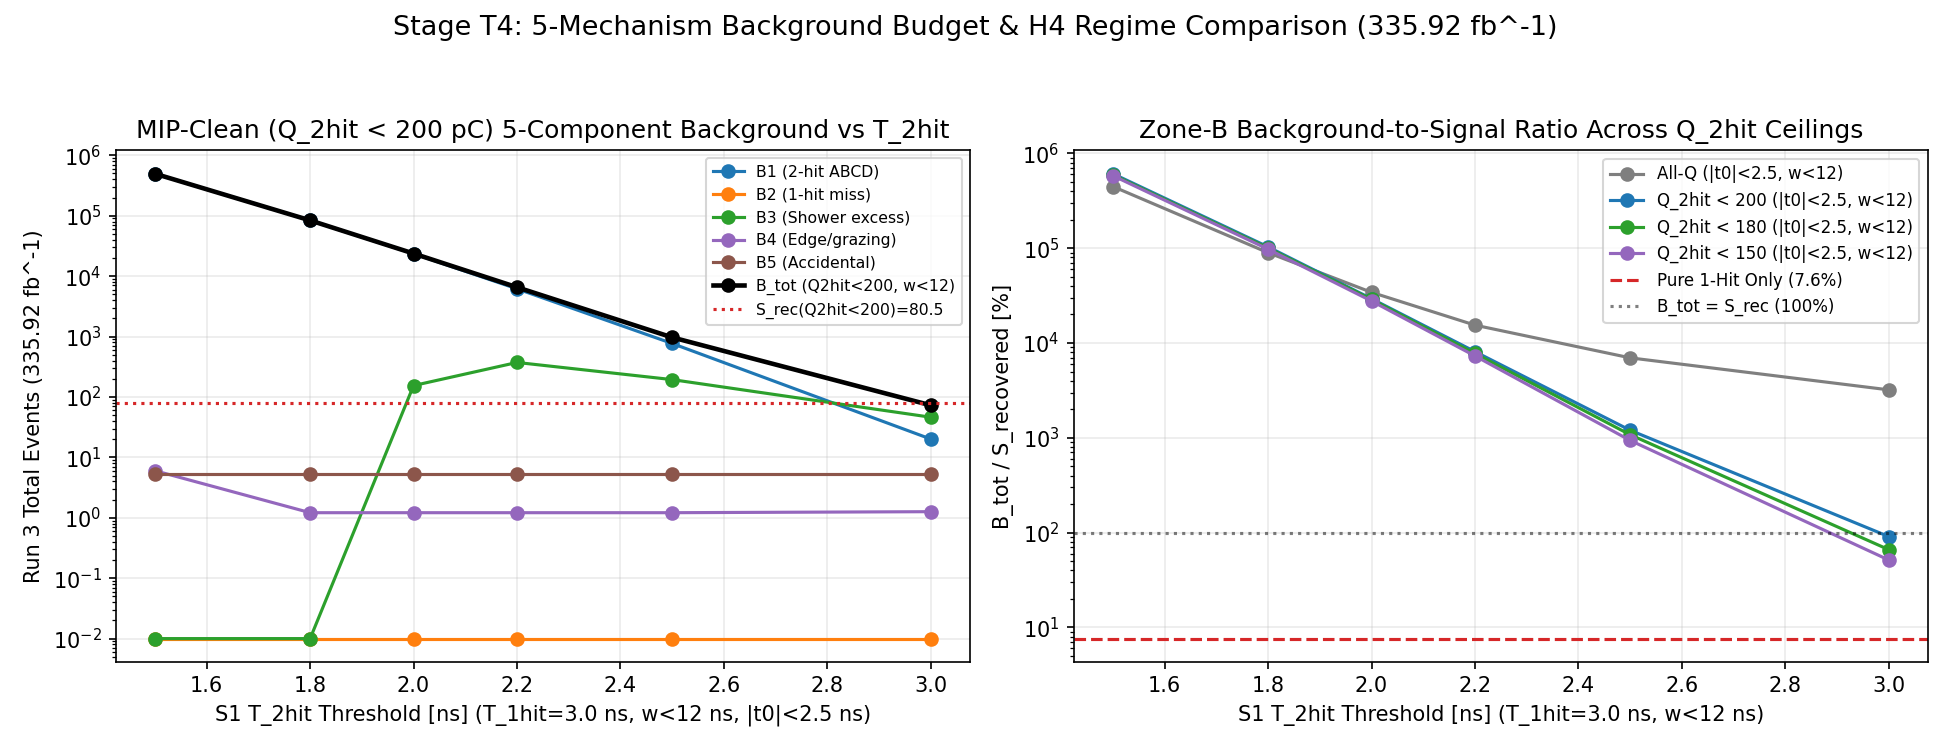 Stage T4: 5-Mechanism Background Budget & H4 Regime Comparison (335.92 fb^-1)
MIP-Clean (Q_2hit < 200 pC) 5-Component Background vs T_2hit
Run 3 Total Events (335.92 fb^-1)
10^6
10^5
10^4
10^3
10^2
10^1
10^0
10^−1
10^−2
B1 (2-hit ABCD)
B2 (1-hit miss)
B3 (Shower excess)
B4 (Edge/grazing)
B5 (Accidental)
B_tot (Q2hit<200, w<12)
S_rec(Q2hit<200)=80.5
1.6 1.8 2.0 2.2 2.4 2.6 2.8 3.0
S1 T_2hit Threshold [ns] (T_1hit=3.0 ns, w<12 ns, |t0|<2.5 ns)
Zone-B Background-to-Signal Ratio Across Q_2hit Ceilings
B_tot / S_recovered [%]
10^6
10^5
10^4
10^3
10^2
10^1
All-Q (|t0|<2.5, w<12)
Q_2hit < 200 (|t0|<2.5, w<12)
Q_2hit < 180 (|t0|<2.5, w<12)
Q_2hit < 150 (|t0|<2.5, w<12)
Pure 1-Hit Only (7.6%)
B_tot = S_rec (100%)
1.6 1.8 2.0 2.2 2.4 2.6 2.8 3.0
S1 T_2hit Threshold [ns] (T_1hit=3.0 ns, w<12 ns)